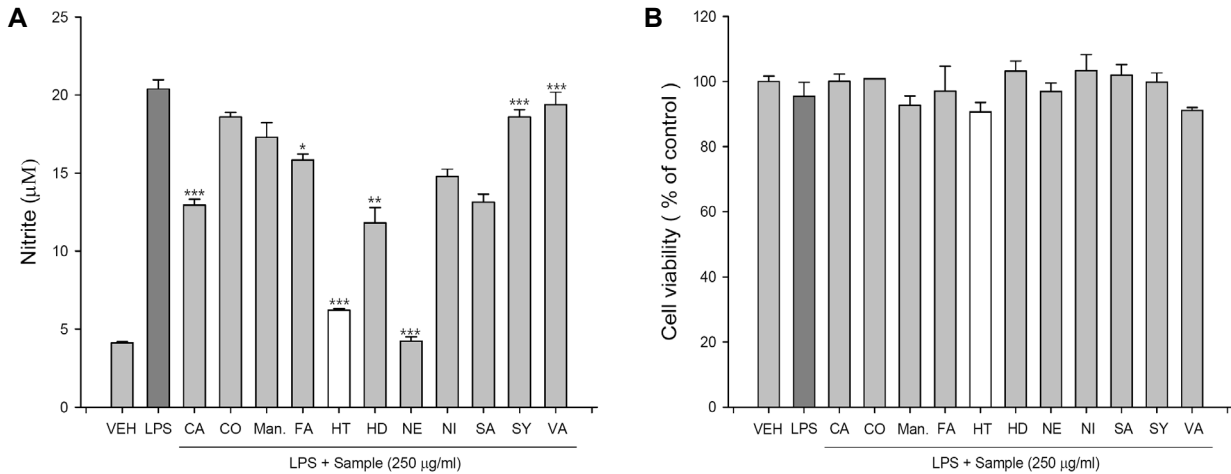 A
Nitrite (μM)
25
20
15
10
5
0
***
*
***
**
***
***
***
VEH LPS CA CO Man. FA HT HD NE NI SA SY VA
LPS + Sample (250 μg/ml)
B
Cell viability ( % of control)
120
100
80
60
40
20
0
VEH LPS CA CO Man. FA HT HD NE NI SA SY VA
LPS + Sample (250 μg/ml)